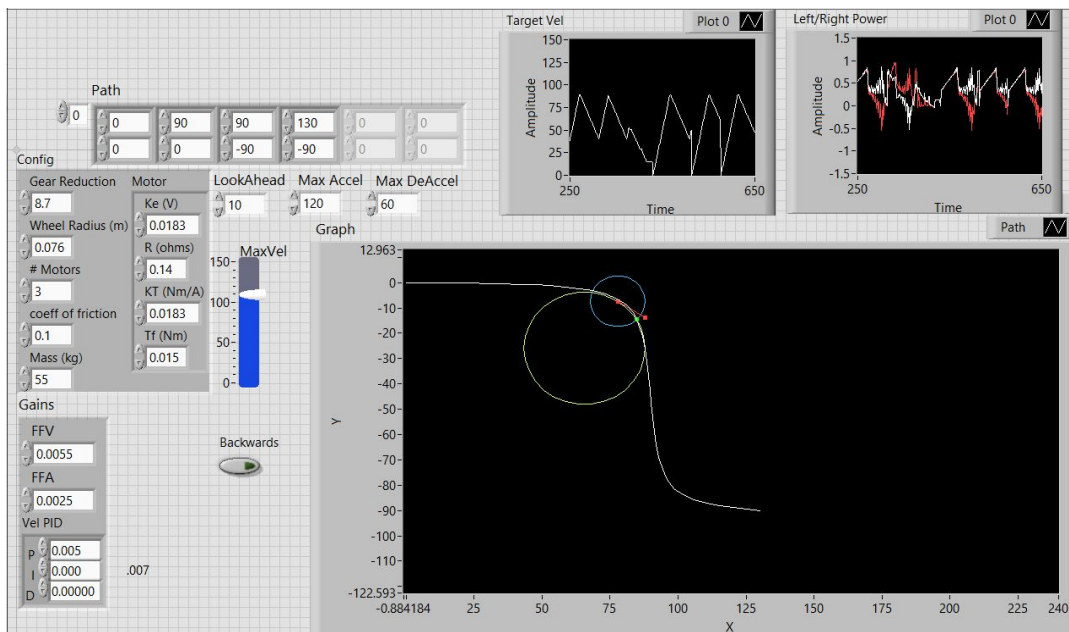 Target Vel
Plot 0
150-
125-
100-
75-
50-
25-
0-
Amplitude
250
650
Time
Left/Right Power
Plot 0
1.5-
1-
0.5-
0-
-0.5-
-1-
-1.5-
Amplitude
250
650
Time
Path
0
0 90 90 130 0 0
0 0 -90 -90 0 0
Config
Gear Reduction
8.7
Wheel Radius (m)
0.076
# Motors
3
coeff of friction
0.1
Mass (kg)
55
Motor
Ke (V)
0.0183
R (ohms)
0.14
KT (Nm/A)
0.0183
Tf (Nm)
0.015
LookAhead
10
Max Accel
120
Max DeAccel
60
MaxVel
150-
100-
50-
0-
Backwards
Gains
FFV
0.0055
FFA
0.0025
Vel PID
P 0.005
I 0.000
D 0.00000
.007
Graph
Path
12.963-
0-
-10-
-20-
-30-
-40-
-50-
-60-
-70-
-80-
-90-
-100-
-110-
-122.593-
Y
-0.884184 25 50 75 100 125 150 175 200 225 240
X